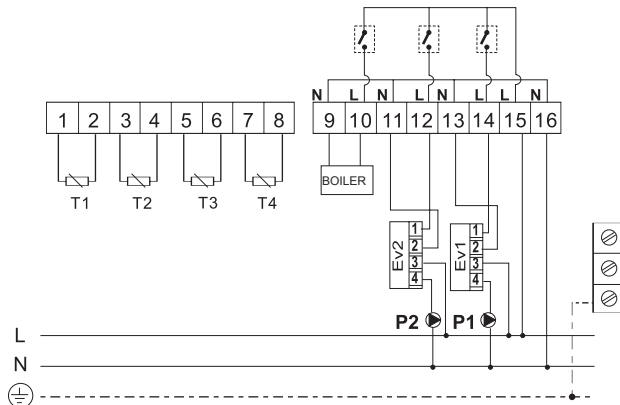 N L N L N L L N
1 2 3 4 5 6 7 8 9 10 11 12 13 14 15 16
T1 T2 T3 T4
BOILER
Ev2 1 2 3 4
Ev1 1 2 3 4
P2 P1
L
N